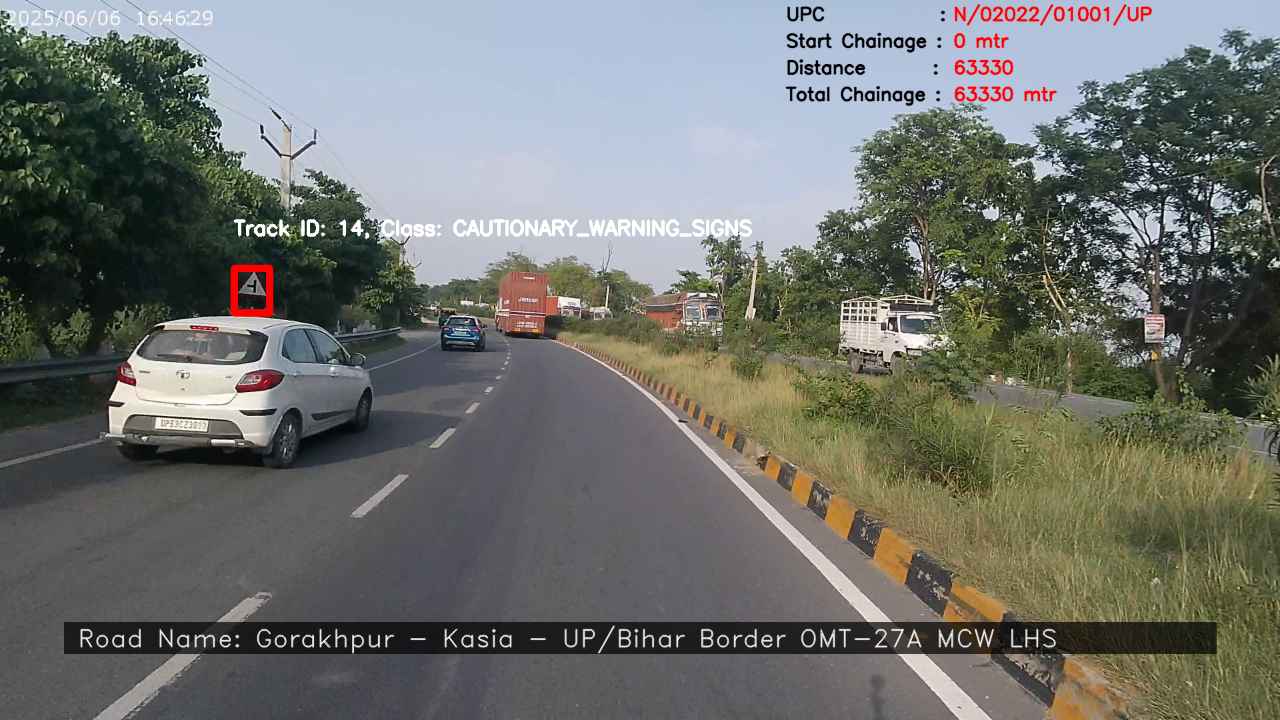 2025/06/06 16:46:29
UPC : N/02022/01001/UP
Start Chainage : 0 mtr
Distance : 63330
Total Chainage : 63330 mtr
Track ID: 14, Class: CAUTIONARY_WARNING_SIGNS
Road Name: Gorakhpur - Kasia - UP/Bihar Border OMT-27A MCW LHS